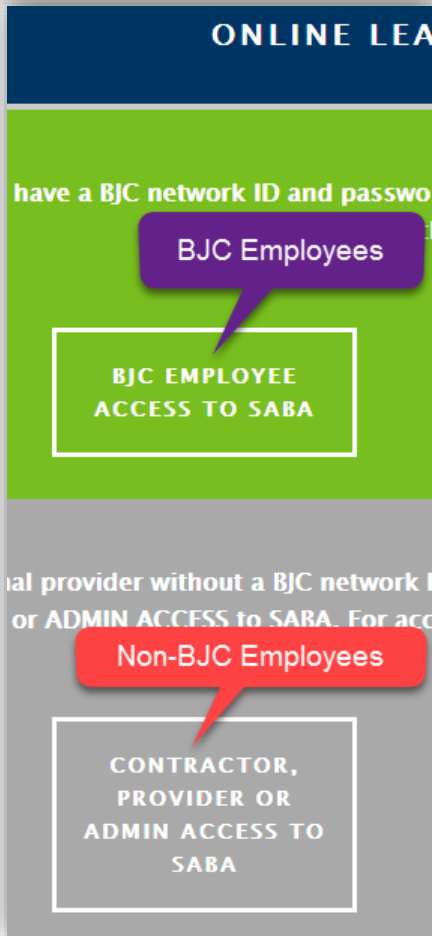 ONLINE LEA
have a BJC network ID and passwo
BJC Employees
BJC EMPLOYEE
ACCESS TO SABA
nal provider without a BJC network
or ADMIN ACCESS to SABA. For acc
Non-BJC Employees
CONTRACTOR,
PROVIDER OR
ADMIN ACCESS TO
SABA